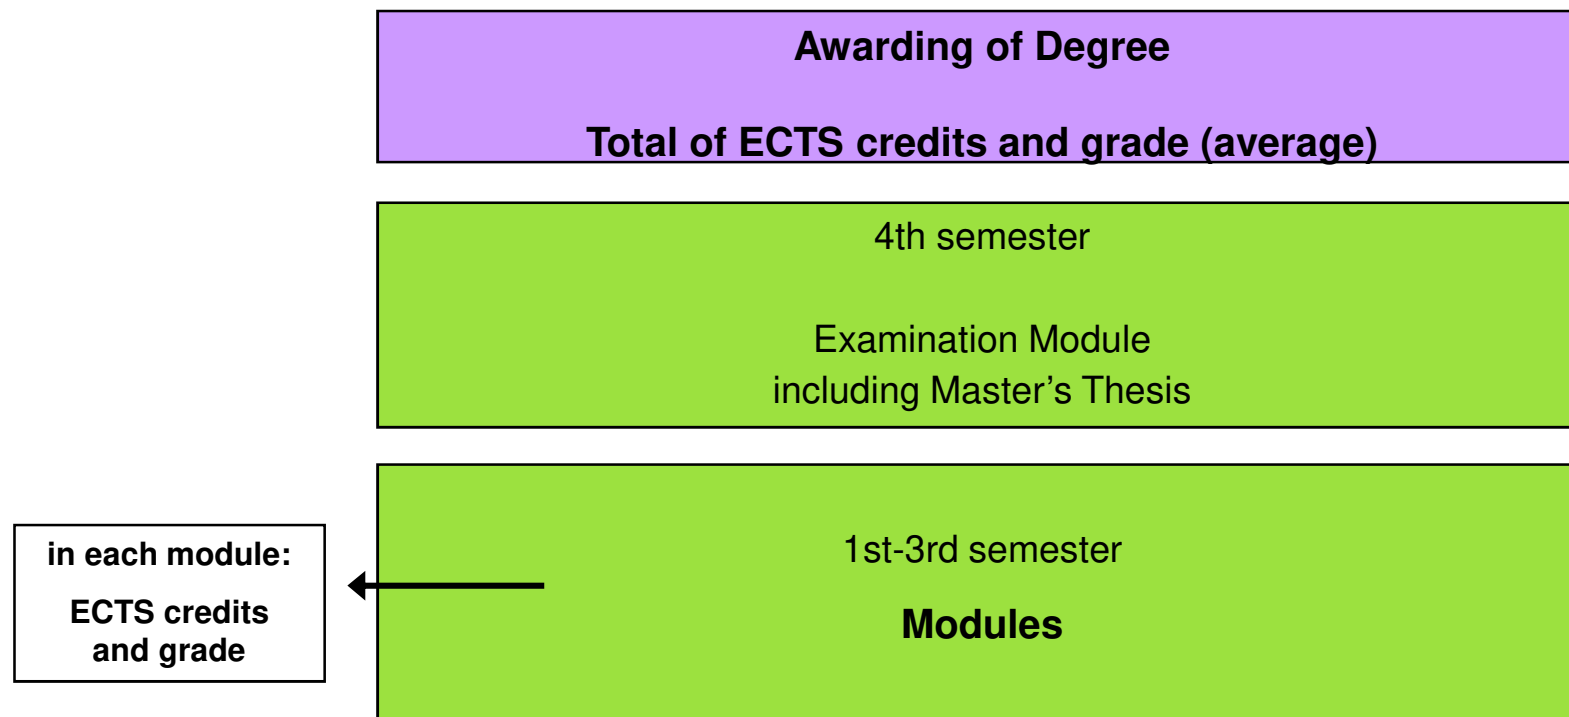 Awarding of Degree
Total of ECTS credits and grade (average)
4th semester
Examination Module
including Master’s Thesis
in each module:
ECTS credits
and grade
1st-3rd semester
Modules